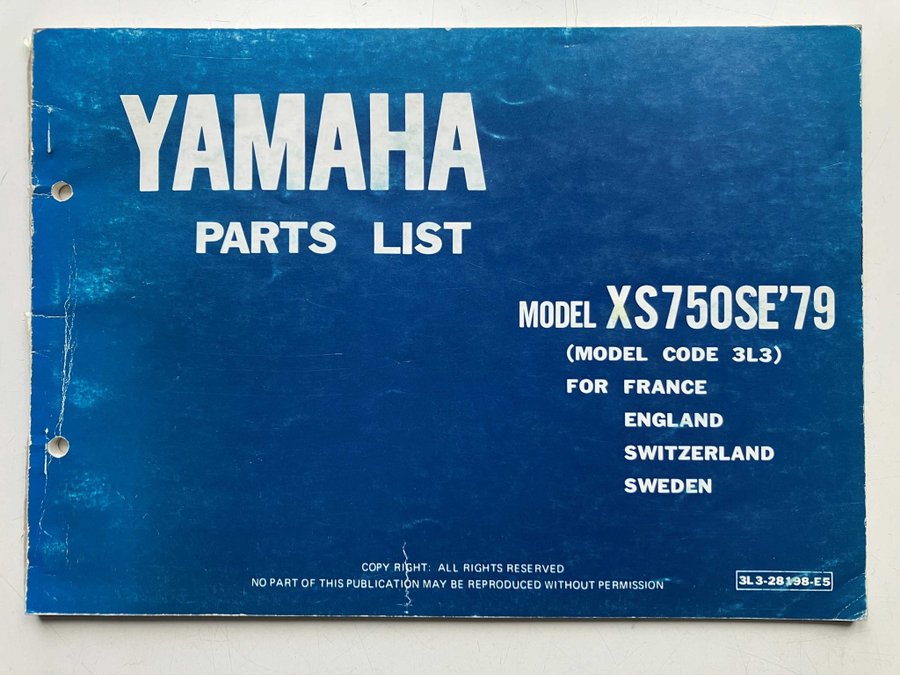 YAMAHA
PARTS LIST
MODEL XS750SE'79
(MODEL CODE 3L3)
FOR FRANCE
ENGLAND
SWITZERLAND
SWEDEN
COPY RIGHT: ALL RIGHTS RESERVED
NO PART OF THIS PUBLICATION MAY BE REPRODUCED WITHOUT PERMISSION
3L3-28198-E5